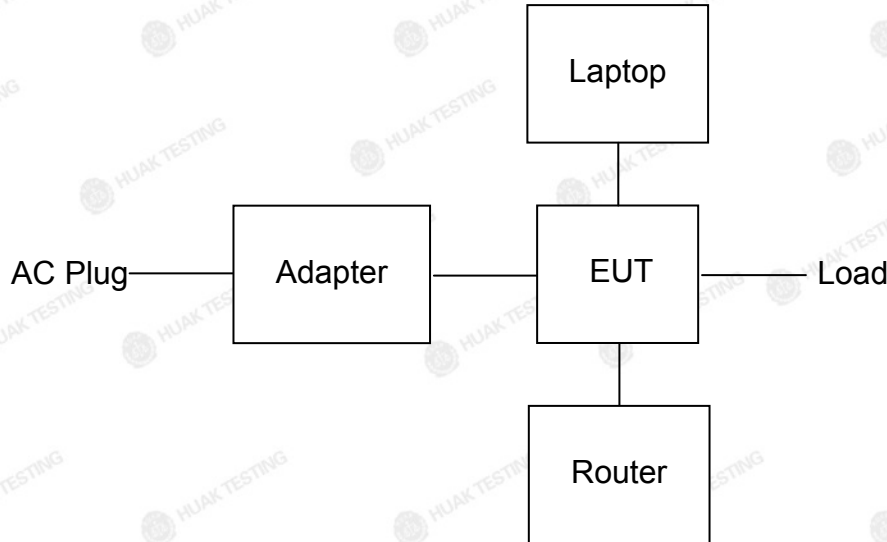 Laptop
AC Plug
Adapter
EUT
Load
Router
HUAK TESTING